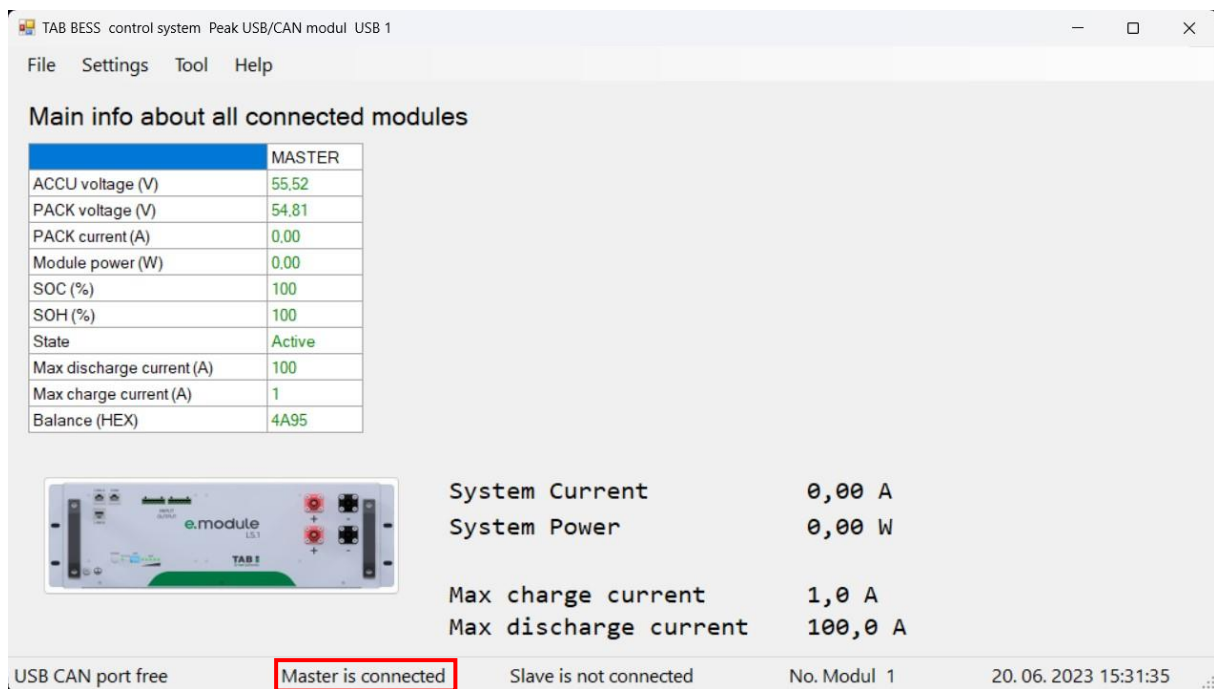 TAB BESS control system Peak USB/CAN modul USB 1
File Settings Tool Help
Main info about all connected modules
MASTER
ACCU voltage (V) 55,52
PACK voltage (V) 54,81
PACK current (A) 0,00
Module power (W) 0,00
SOC (%) 100
SOH (%) 100
State Active
Max discharge current (A) 100
Max charge current (A) 1
Balance (HEX) 4A95
INPUT
OUTPUT
e.module
LS.1
TAB
+ -
+ -
System Current 0,00 A
System Power 0,00 W
Max charge current 1,0 A
Max discharge current 100,0 A
USB CAN port free Master is connected Slave is not connected No. Modul 1 20. 06. 2023 15:31:35